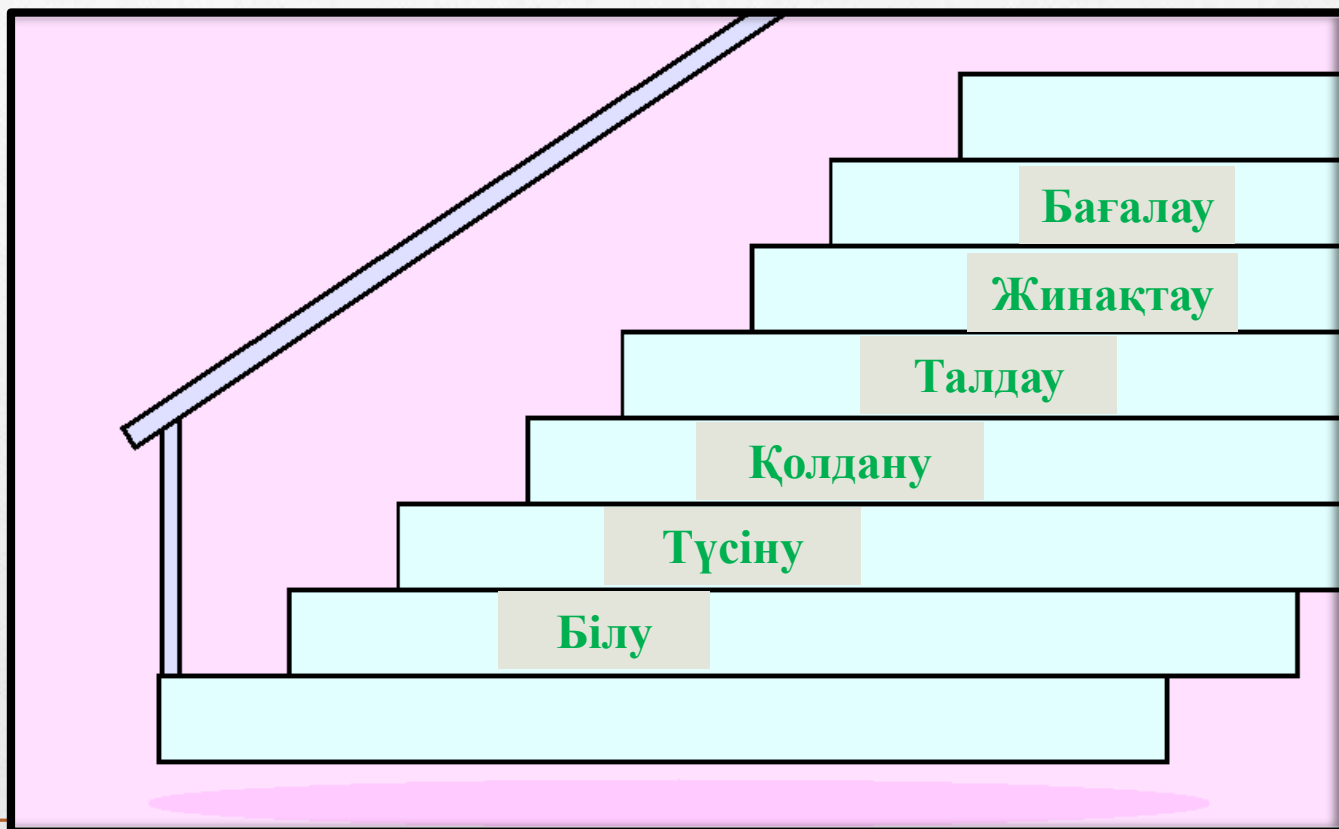 Бағалау
Жинақтау
Талдау
Қолдану
Түсіну
Білу